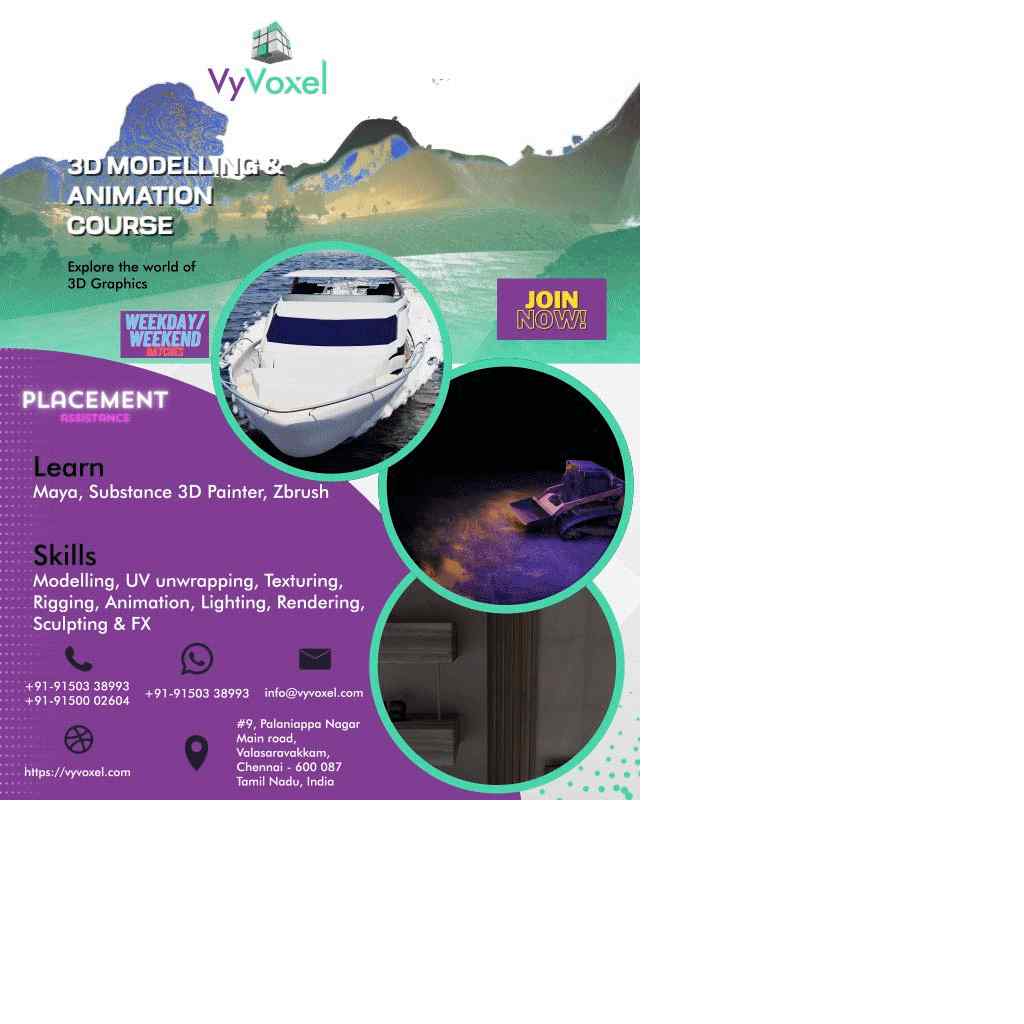 VyVoxel
3D MODELLING &
ANIMATION
COURSE
Explore the world of
3D Graphics
WEEKDAY/
WEEKEND
BATCHES
JOIN
NOW!
PLACEMENT
ASSISTANCE
Learn
Maya, Substance 3D Painter, Zbrush
Skills
Modelling, UV unwrapping, Texturing,
Rigging, Animation, Lighting, Rendering,
Sculpting & FX
+91-91503 38993
+91-91500 02604
+91-91503 38993
info@vyvoxel.com
https://vyvoxel.com
#9, Palaniappa Nagar
Main road,
Valasaravakkam,
Chennai - 600 087
Tamil Nadu, India